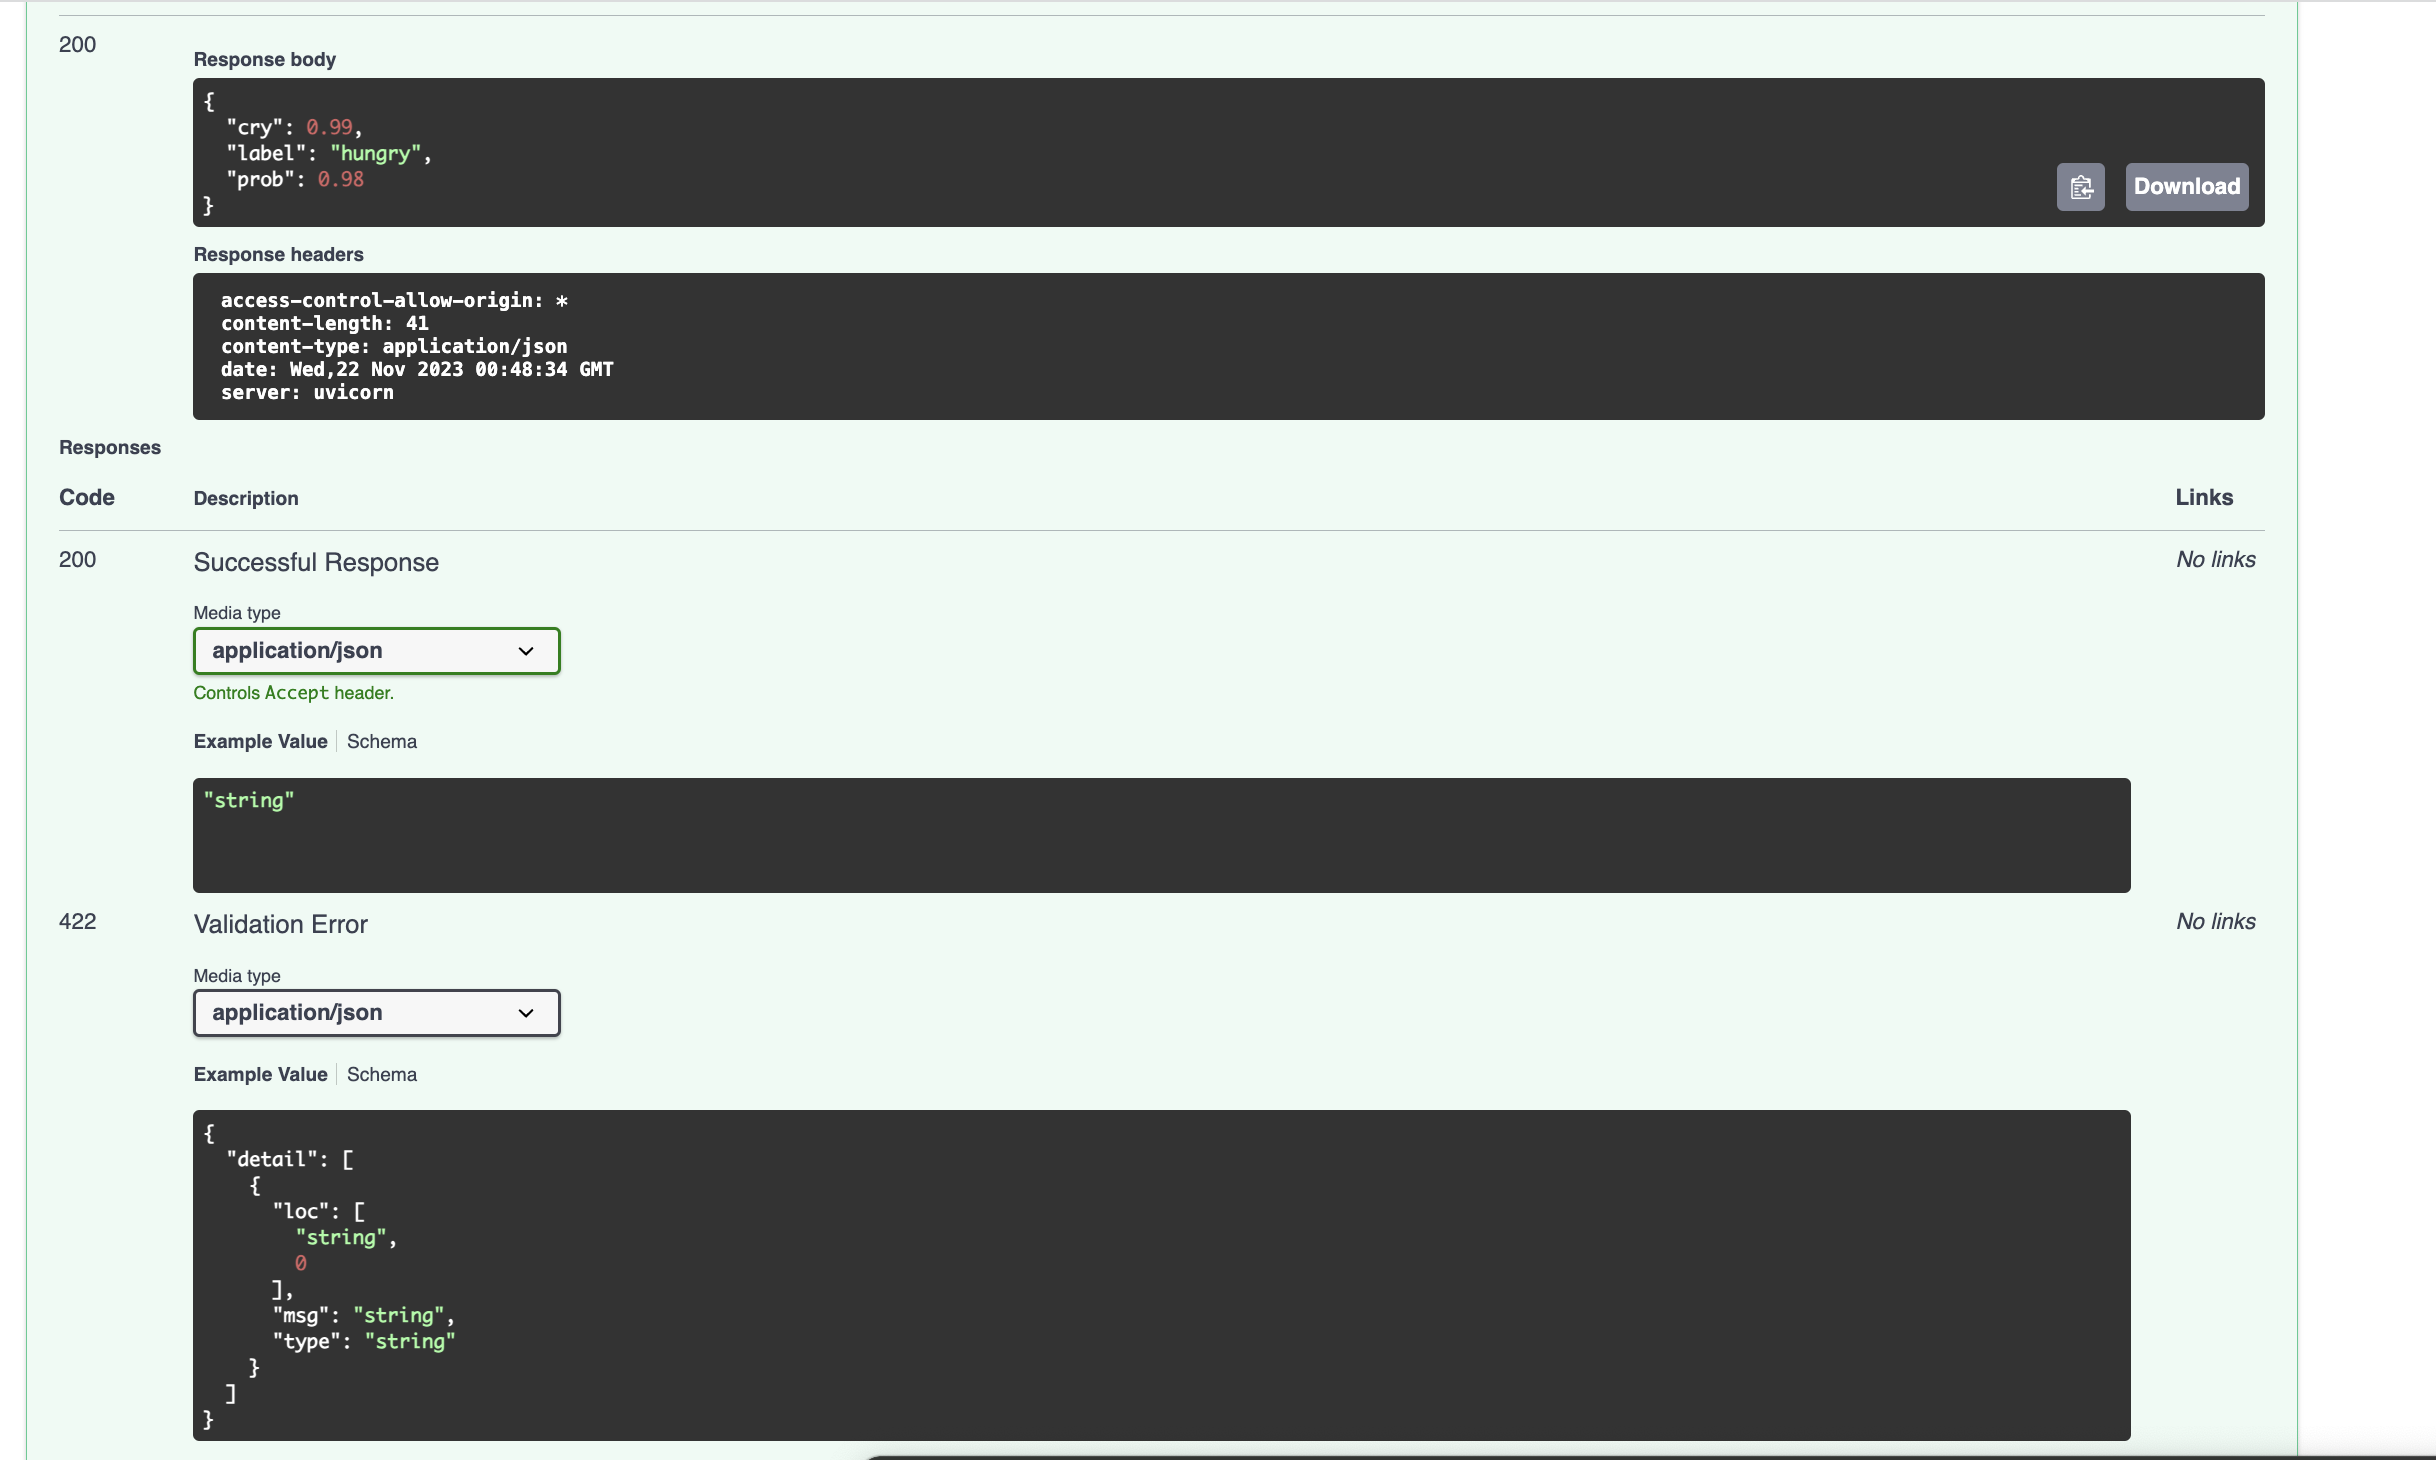 200
Response body
{
"cry": 0.99,
"label": "hungry",
"prob": 0.98
}
Download
Response headers
access-control-allow-origin: *
content-length: 41
content-type: application/json
date: Wed,22 Nov 2023 00:48:34 GMT
server: uvicorn
Responses
Code Description Links
200 Successful Response No links
Media type
application/json
Controls Accept header.
Example Value Schema
"string"
422 Validation Error No links
Media type
application/json
Example Value Schema
{
"detail": [
{
"loc": [
"string",
0
],
"msg": "string",
"type": "string"
}
]
}